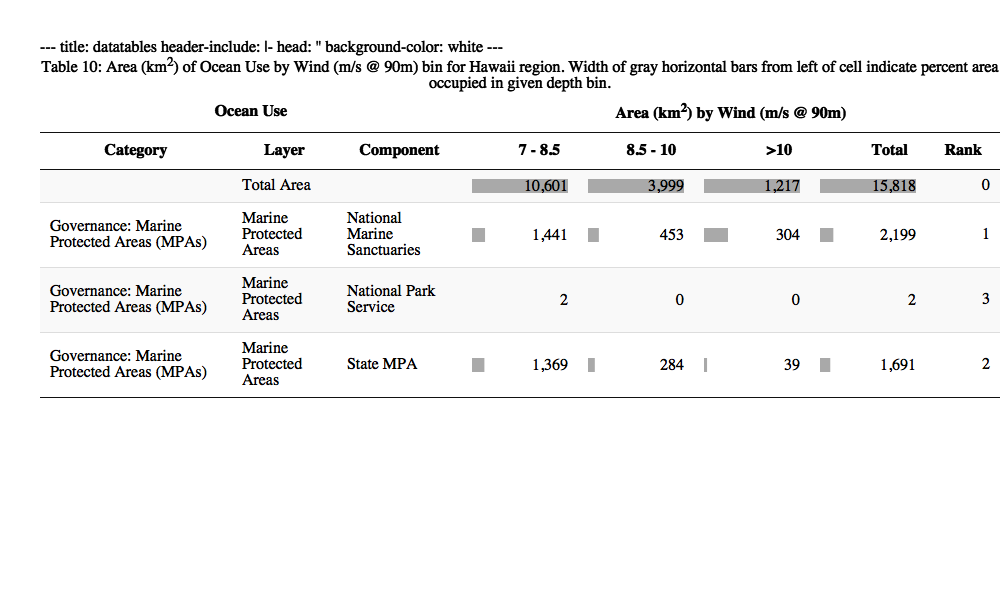 --- title: datatables header-include: |- head: " background-color: white ---
Table 10: Area (km²) of Ocean Use by Wind (m/s @ 90m) bin for Hawaii region. Width of gray horizontal bars from left of cell indicate percent area
occupied in given depth bin.
Ocean Use Area (km²) by Wind (m/s @ 90m)
Category Layer Component 7 - 8.5 8.5 - 10 >10 Total Rank
Total Area 10,601 3,999 1,217 15,818 0
Governance: Marine Protected Areas (MPAs) Marine Protected Areas National Marine Sanctuaries 1,441 453 304 2,199 1
Governance: Marine Protected Areas (MPAs) Marine Protected Areas National Park Service 2 0 0 2 3
Governance: Marine Protected Areas (MPAs) Marine Protected Areas State MPA 1,369 284 39 1,691 2